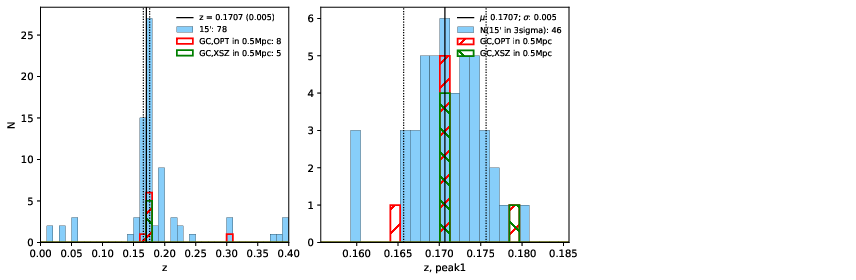 z = 0.1707 (0.005)
15': 78
GC,OPT in 0.5Mpc: 8
GC,XSZ in 0.5Mpc: 5
25
20
15
10
5
0
N
0.00 0.05 0.10 0.15 0.20 0.25 0.30 0.35 0.40
z
μ: 0.1707; σ: 0.005
N(15' in 3sigma): 46
GC,OPT in 0.5Mpc
GC,XSZ in 0.5Mpc
6
5
4
3
2
1
0
0.160 0.165 0.170 0.175 0.180 0.185
z, peak1